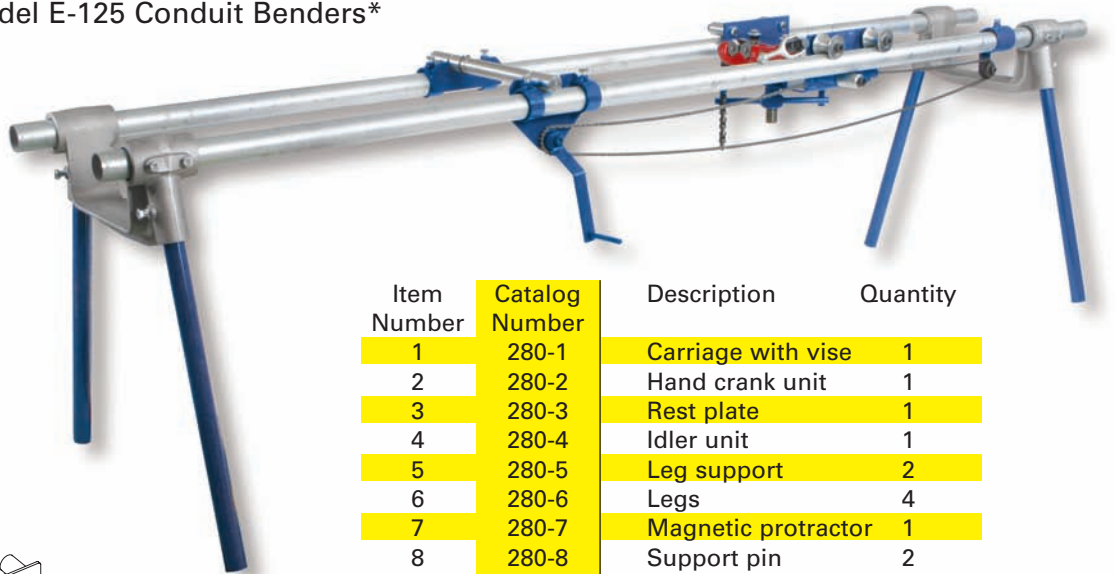 del E-125 Conduit Benders*
Item Catalog Description Quantity
Number Number
1 280-1 Carriage with vise 1
2 280-2 Hand crank unit 1
3 280-3 Rest plate 1
4 280-4 Idler unit 1
5 280-5 Leg support 2
6 280-6 Legs 4
7 280-7 Magnetic protractor 1
8 280-8 Support pin 2